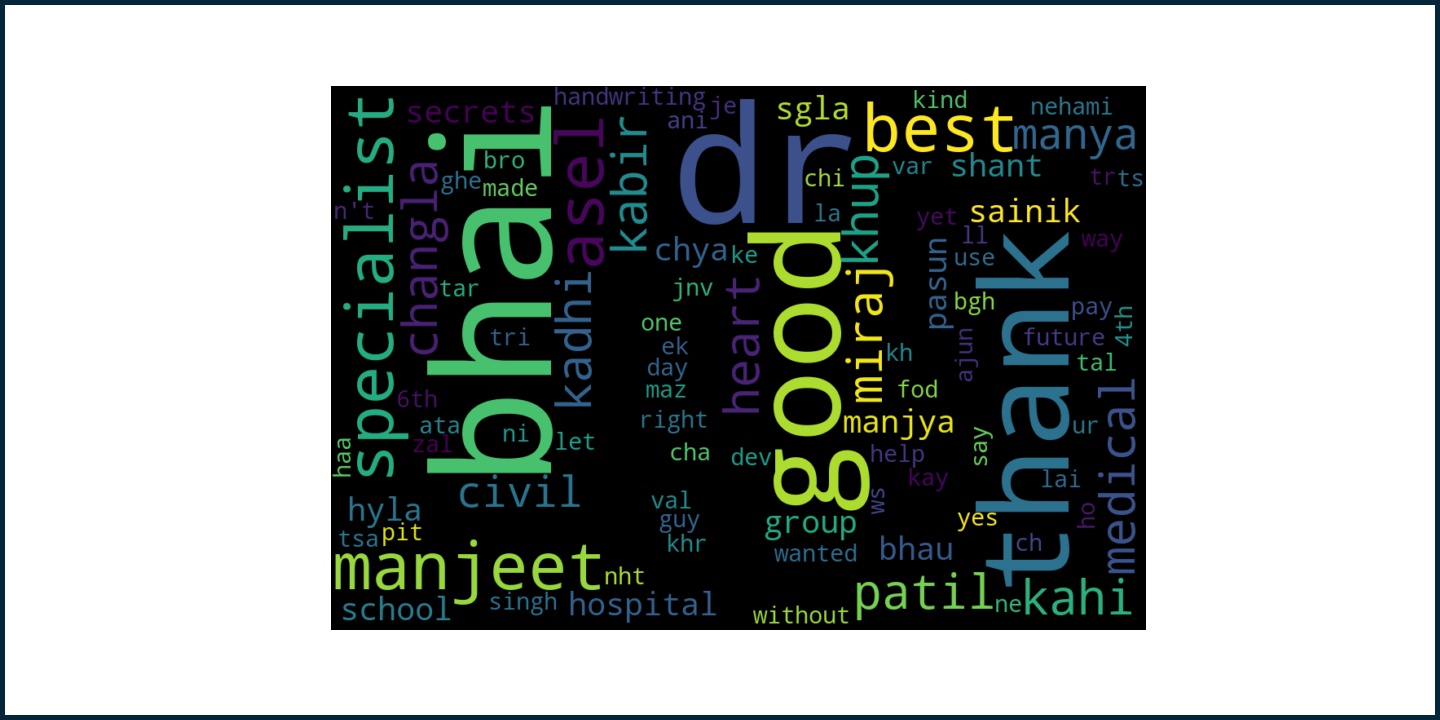 specialist
secrets
handwriting
je
ani
sgla
kind
nehami
best
manya
bhai
bro
made
ghe
changla
asel
kabir
dr
chi
khup
var
shant
tr
ts
n't
la
yet
sainik
way
ll
chya
ke
pasun
use
tar
kadhi
jnv
heart
good
miraj
bgh
thank
pay
4th
one
tri
ek
kh
ajun
future
tal
day
maz
fod
6th
right
manjya
ata
ni
let
ur
zal
haa
cha
dev
help
say
medical
kay
lai
civil
hyla
val
ws
guy
group
yes
ho
tsa
pit
khr
wanted
bhau
ch
manjeet
nht
school
singh
hospital
without
patil
ne
kahi